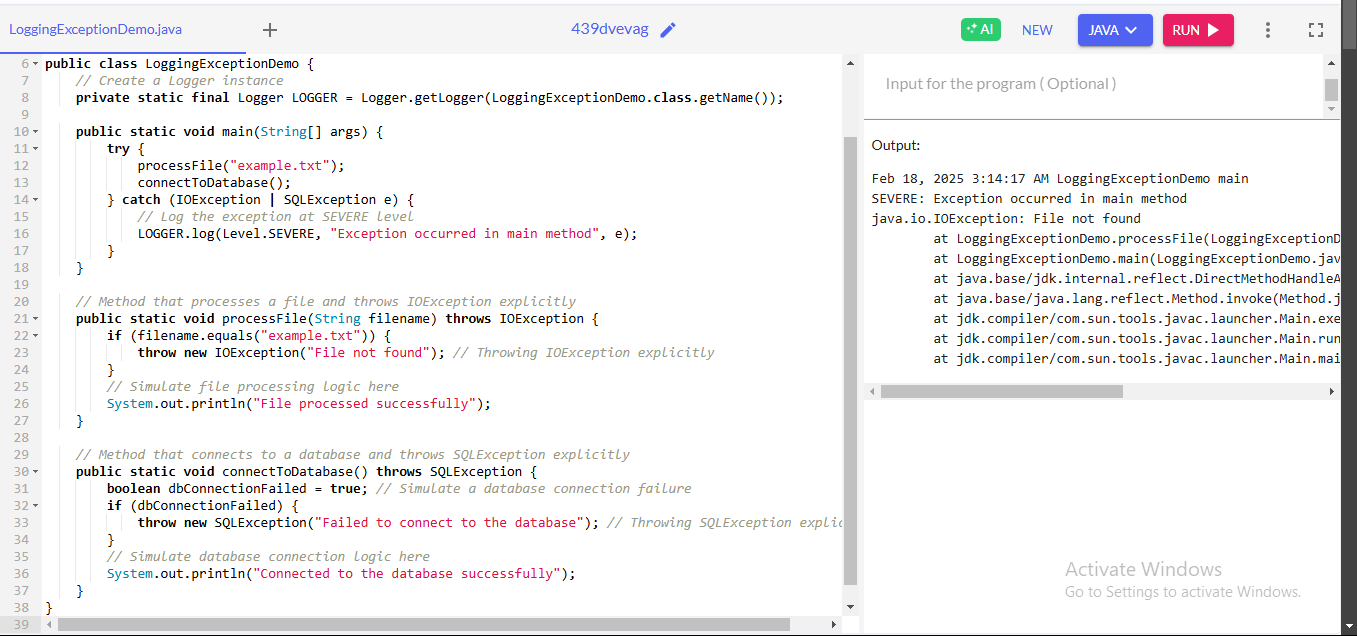 LoggingExceptionDemo.java
+
439dvevag
AI
NEW
JAVA
RUN
6 public class LoggingExceptionDemo {
7 // Create a Logger instance
8 private static final Logger LOGGER = Logger.getLogger(LoggingExceptionDemo.class.getName());
9
10 public static void main(String[] args) {
11 try {
12 processFile("example.txt");
13 connectToDatabase();
14 } catch (IOException | SQLException e) {
15 // Log the exception at SEVERE level
16 LOGGER.log(Level.SEVERE, "Exception occurred in main method", e);
17 }
18 }
19
20 // Method that processes a file and throws IOException explicitly
21 public static void processFile(String filename) throws IOException {
22 if (filename.equals("example.txt")) {
23 throw new IOException("File not found"); // Throwing IOException explicitly
24 }
25 // Simulate file processing logic here
26 System.out.println("File processed successfully");
27 }
28
29 // Method that connects to a database and throws SQLException explicitly
30 public static void connectToDatabase() throws SQLException {
31 boolean dbConnectionFailed = true; // Simulate a database connection failure
32 if (dbConnectionFailed) {
33 throw new SQLException("Failed to connect to the database"); // Throwing SQLException explic
34 }
35 // Simulate database connection logic here
36 System.out.println("Connected to the database successfully");
37 }
38 }
39
Input for the program ( Optional )
Output:
Feb 18, 2025 3:14:17 AM LoggingExceptionDemo main
SEVERE: Exception occurred in main method
java.io.IOException: File not found
at LoggingExceptionDemo.processFile(LoggingExceptionD
at LoggingExceptionDemo.main(LoggingExceptionDemo.jav
at java.base/jdk.internal.reflect.DirectMethodHandleA
at java.base/java.lang.reflect.Method.invoke(Method.j
at jdk.compiler/com.sun.tools.javac.launcher.Main.exe
at jdk.compiler/com.sun.tools.javac.launcher.Main.run
at jdk.compiler/com.sun.tools.javac.launcher.Main.mai
Activate Windows
Go to Settings to activate Windows.